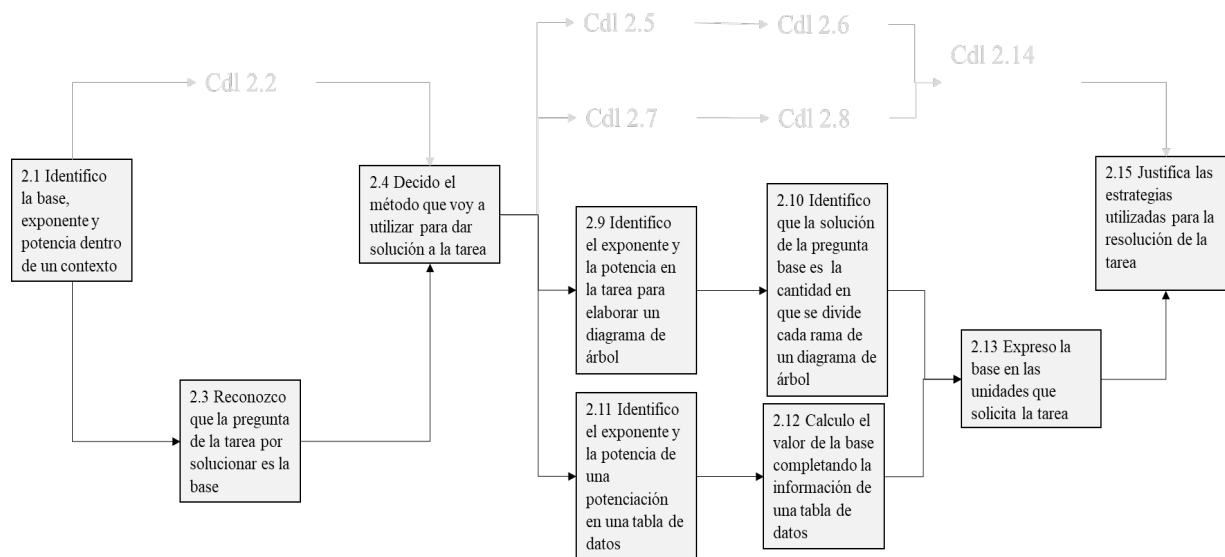 Cdl 2.5
Cdl 2.6
Cdl 2.14
Cdl 2.2
Cdl 2.7
Cdl 2.8
2.1 Identifico
la base,
exponente y
potencia dentro
de un contexto
2.4 Decido el
método que voy a
utilizar para dar
solución a la tarea
2.15 Justifica las
estrategias
utilizadas para la
resolución de la
tarea
2.9 Identifico
el exponente y
la potencia en
la tarea para
elaborar un
diagrama de
árbol
2.10 Identifico
que la solución
de la pregunta
base es la
cantidad en
que se divide
cada rama de
un diagrama de
árbol
2.13 Expreso la
base en las
unidades que
solicita la tarea
2.3 Reconozco
que la pregunta
de la tarea por
solucionar es la
base
2.11 Identifico
el exponente y
la potencia de
una
potenciación
en una tabla de
datos
2.12 Calculo el
valor de la base
completando la
información de
una tabla de
datos